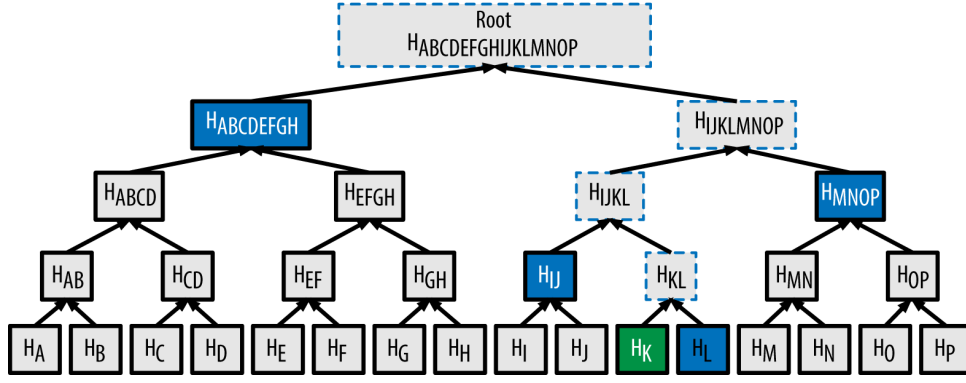 Root
HABCDEFGHIJKLMNOP
HABCDEFGH HIJKLMNOP
HABCD HEFGH HIJKL HMNOP
HAB HCD HEF HGH HIJ HKL HMN HOP
HA HB HC HD HE HF HG HH HI HJ HK HL HM HN HO HP